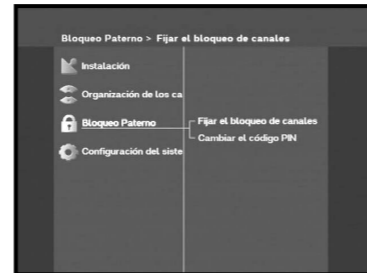 Bloqueo Paterno > Fijar el bloqueo de canales
Instalación
Organización de los ca
Bloqueo Paterno
Fijar el bloqueo de canales
Cambiar el código PIN
Configuración del siste